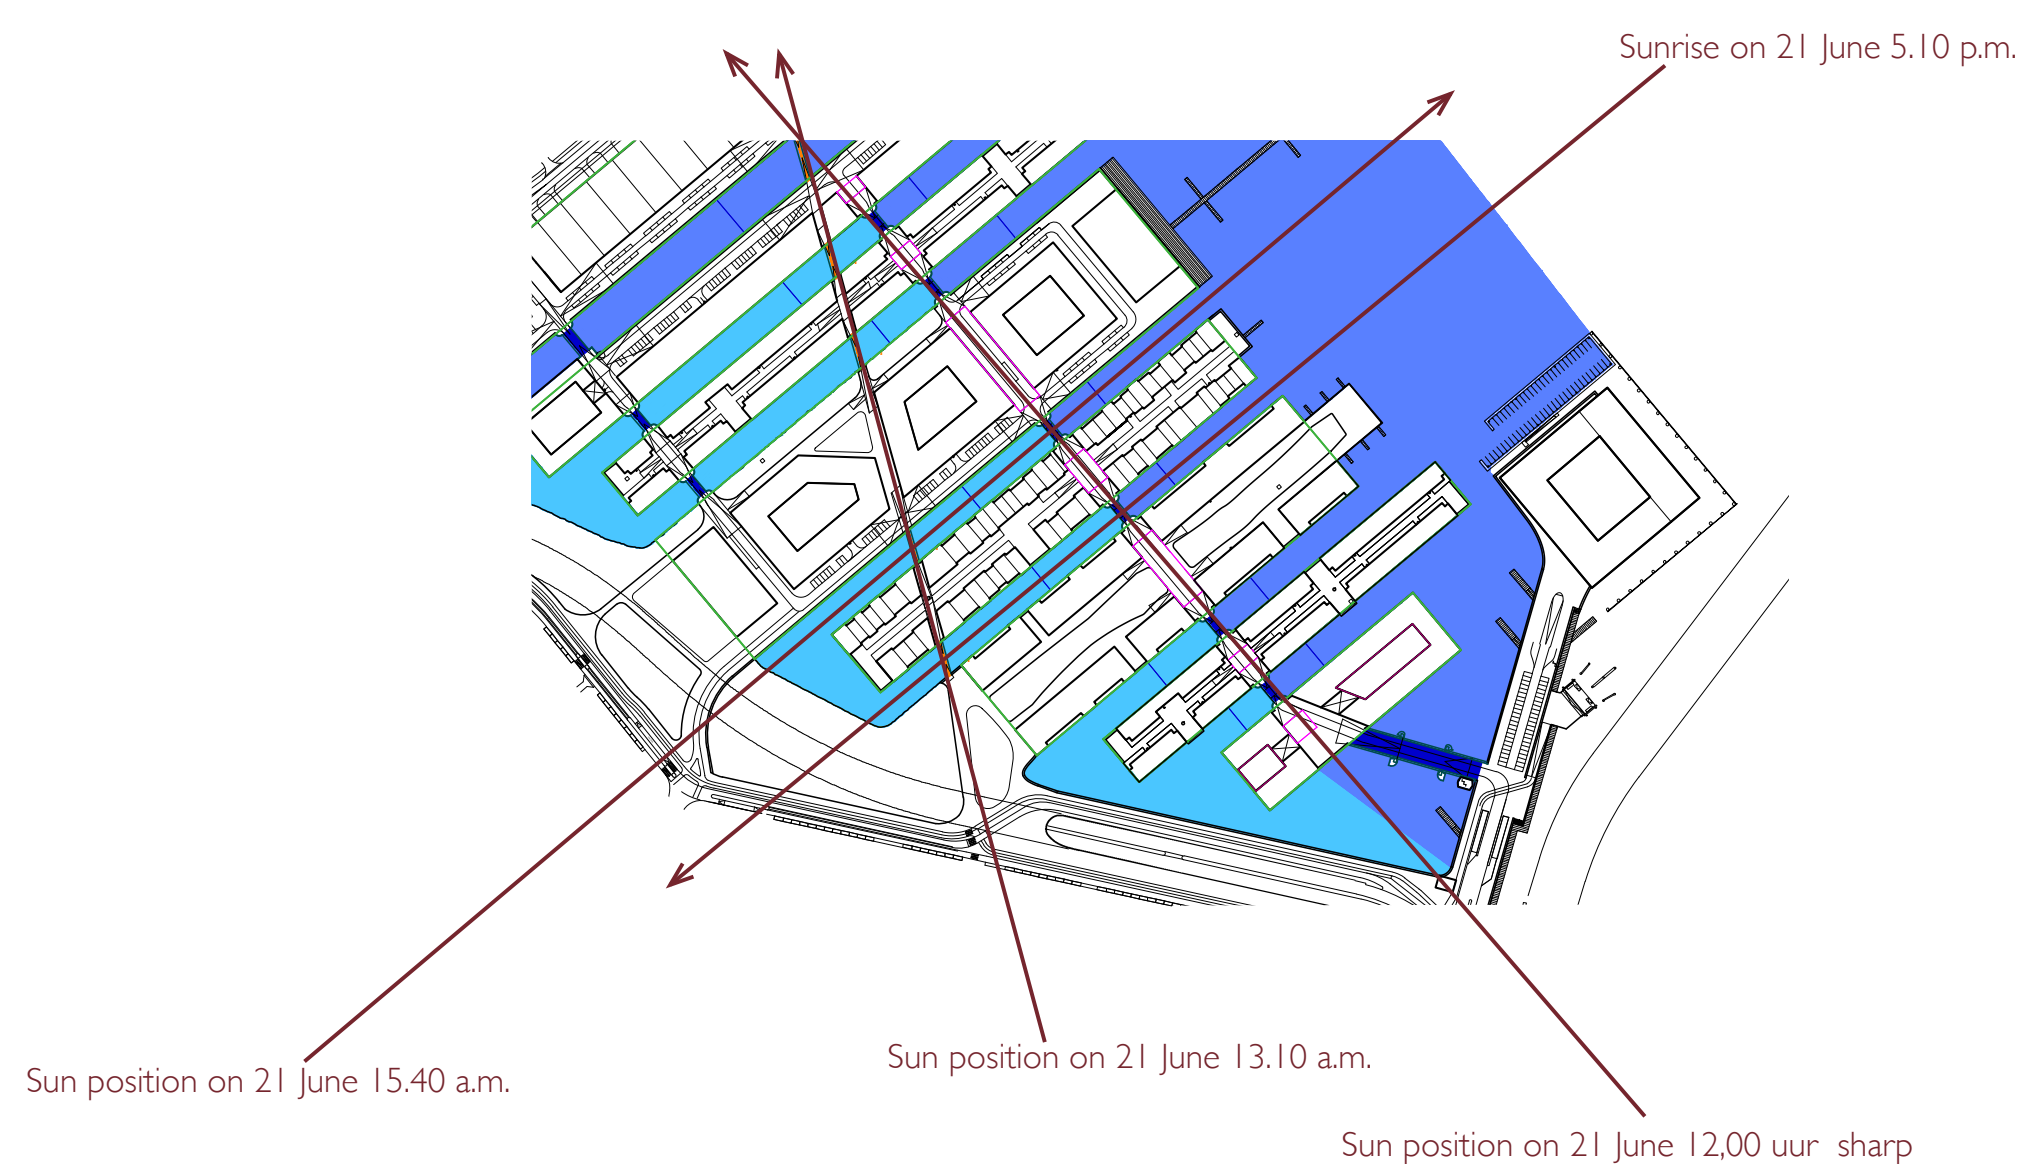 Sunrise on 21 June 5.10 p.m.
Sun position on 21 June 13.10 a.m.
Sun position on 21 June 15.40 a.m.
Sun position on 21 June 12,00 uur sharp